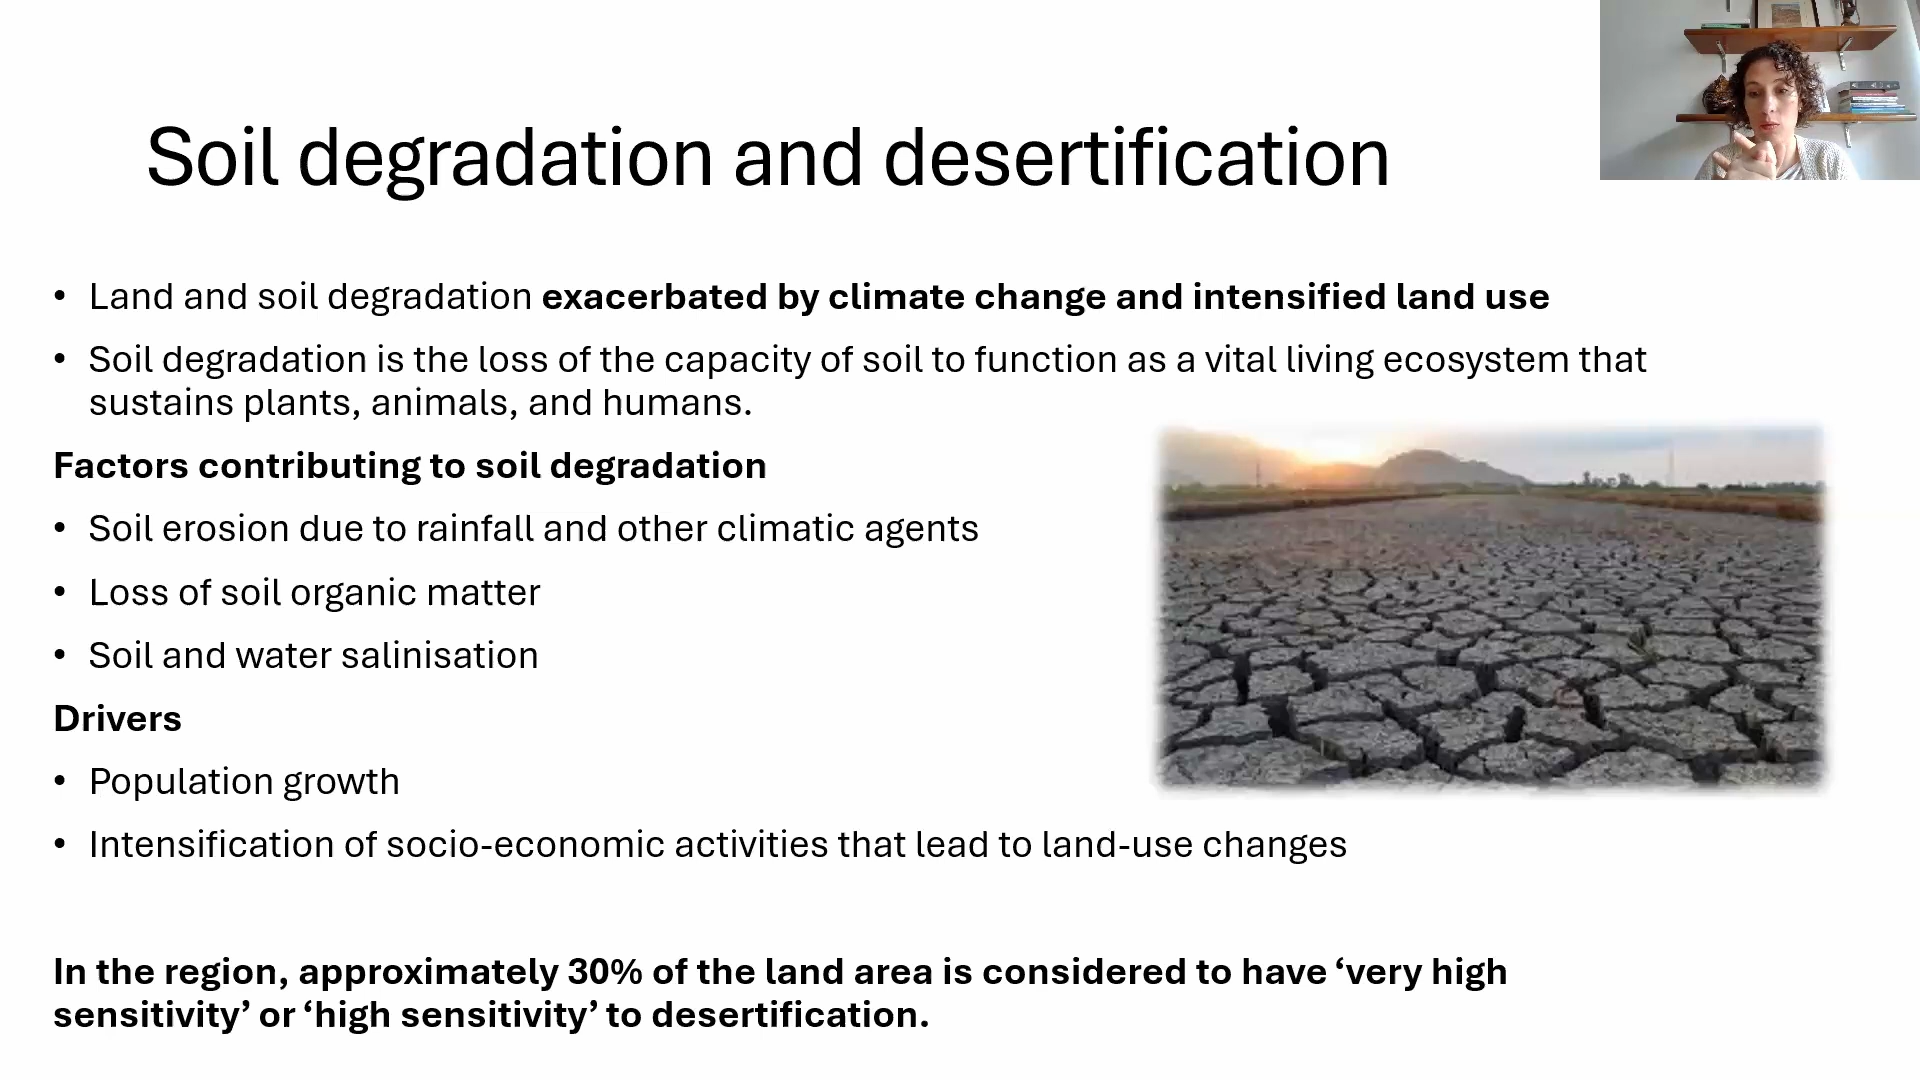 Soil degradation and desertification
• Land and soil degradation exacerbated by climate change and intensified land use
• Soil degradation is the loss of the capacity of soil to function as a vital living ecosystem that
sustains plants, animals, and humans.
Factors contributing to soil degradation
• Soil erosion due to rainfall and other climatic agents
• Loss of soil organic matter
• Soil and water salinisation
Drivers
• Population growth
• Intensification of socio-economic activities that lead to land-use changes
In the region, approximately 30% of the land area is considered to have ‘very high
sensitivity’ or ‘high sensitivity’ to desertification.